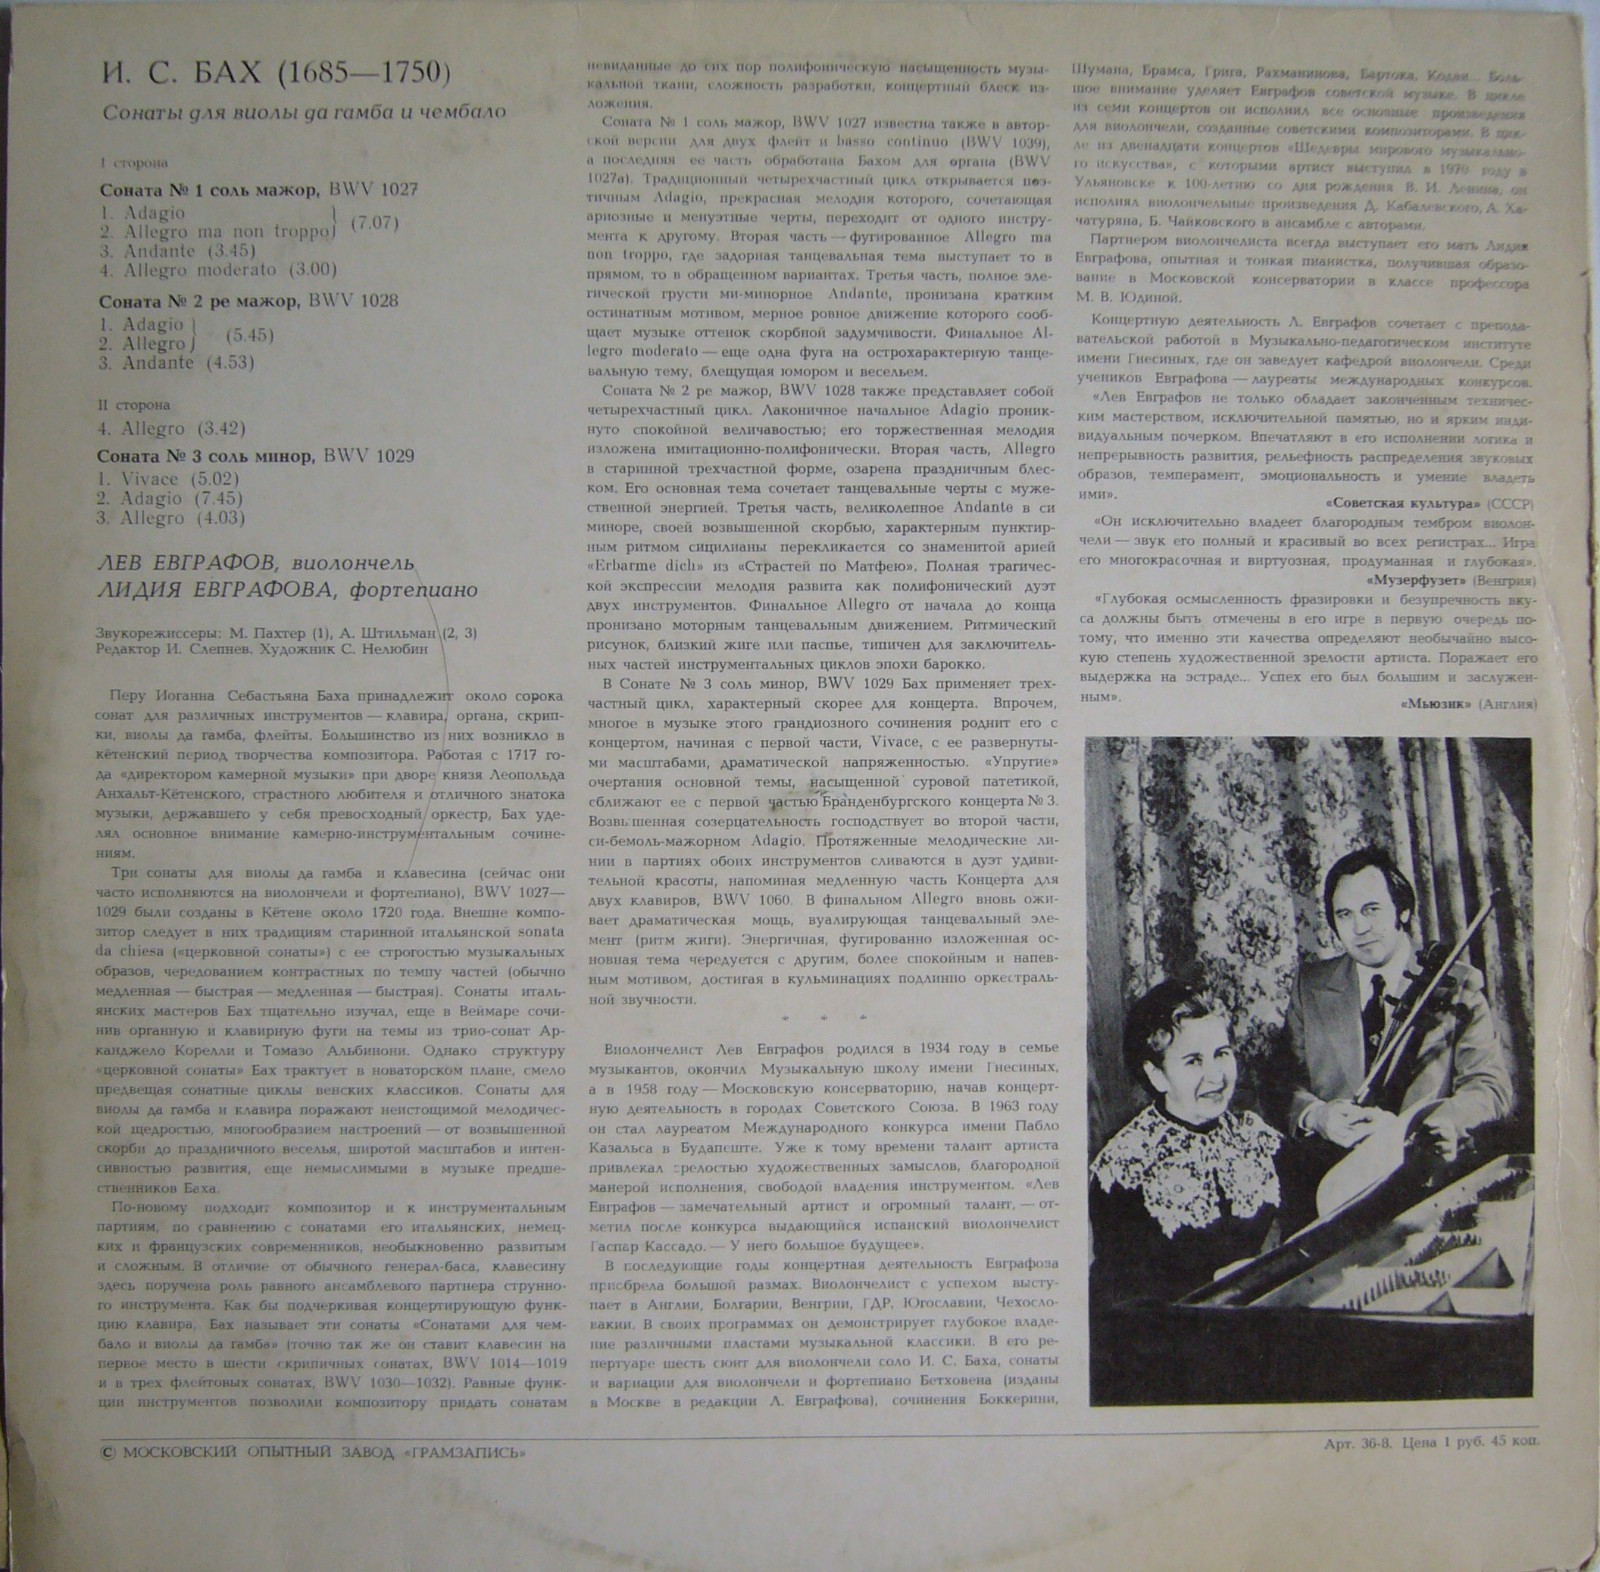 И. С. БАХ (1685—1750)
Сонаты для виолы да гамба и чембало
I сторона
Соната № 1 соль мажор, BWV 1027
1. Adagio
2. Allegro ma non troppo (7.07)
3. Andante (3.45)
4. Allegro moderato (3.00)
Соната № 2 ре мажор, BWV 1028
1. Adagio
2. Allegro (5.45)
3. Andante (4.53)
II сторона
4. Allegro (3.42)
Соната № 3 соль минор, BWV 1029
1. Vivace (5.02)
2. Adagio (7.45)
3. Allegro (4.03)
ЛЕВ ЕВГРАФОВ, виолончель
ЛИДИЯ ЕВГРАФОВА, фортепиано
Звукорежиссеры: М. Пахтер (1), А. Штильман (2, 3)
Редактор И. Слепнев. Художник С. Нелюбин
Перу Иоганна Себастьяна Баха принадлежит около сорока
сонат для различных инструментов — клавира, органа, скрип-
ки, виолы да гамба, флейты. Большинство из них возникло в
кётенский период творчества композитора. Работая с 1717 го-
да «директором камерной музыки» при дворе князя Леопольда
Анхальт-Кётенского, страстного любителя и отличного знатока
музыки, державшего у себя превосходный оркестр, Бах уде-
лял основное внимание камерно-инструментальным сочине-
ниям.
Три сонаты для виолы да гамба и клавесина (сейчас они
часто исполняются на виолончели и фортепиано), BWV 1027—
1029 были созданы в Кётене около 1720 года. Внешне компо-
зитор следует в них традициям старинной итальянской sonata
da chiesa («церковной сонаты») с ее строгостью музыкальных
образов, чередованием контрастных по темпу частей (обычно
медленная — быстрая — медленная — быстрая). Сонаты италь-
янских мастеров Бах тщательно изучал, еще в Веймаре сочи-
нив органную и клавирную фуги на темы из трио-сонат Ар-
канджело Корелли и Томазо Альбинони. Однако структуру
«церковной сонаты» Бах трактует в новаторском плане, смело
предвещая сонатные циклы венских классиков. Сонаты для
виолы да гамба и клавира поражают неистощимой мелодичес-
кой щедростью, многообразием настроений — от возвышенной
скорби до праздничного веселья, широтой масштабов и интен-
сивностью развития, еще немыслимыми в музыке предше-
ственников Баха.
По-новому подходит композитор и к инструментальным
партиям, по сравнению с сонатами его итальянских, немец-
ких и французских современников, необыкновенно развитым
и сложным. В отличие от обычного генерал-баса, клавесину
здесь поручена роль равного ансамблевого партнера струнно-
го инструмента. Как бы подчеркивая концертирующую функ-
цию клавира, Бах называет эти сонаты «Сонатами для чем-
бало и виолы да гамба» (точно так же он ставит клавесин на
первое место в шести скрипичных сонатах, BWV 1014—1019
и в трех флейтовых сонатах, BWV 1030—1032). Равные функ-
ции инструментов позволили композитору придать сонатам
невиданные до сих пор полифоническую насыщенность музы-
кальной ткани, сложность разработки, концертный блеск из-
ложения.
Соната № 1 соль мажор, BWV 1027 известна также в автор-
ской версии для двух флейт и basso continuo (BWV 1039),
а последняя ее часть обработана Бахом для органа (BWV
1027а). Традиционный четырехчастный цикл открывается поэ-
тичным Adagio, прекрасная мелодия которого, сочетающая
ариозные и менуэтные черты, переходит от одного инстру-
мента к другому. Вторая часть — фугированное Allegro ma
non troppo, где задорная танцевальная тема выступает то в
прямом, то в обращенном вариантах. Третья часть, полное эле-
гической грусти ми-минорное Andante, пронизана кратким
остинатным мотивом, мерное ровное движение которого сооб-
щает музыке оттенок скорбной задумчивости. Финальное Al-
legro moderato — еще одна фуга на острохарактерную танце-
вальную тему, блещущая юмором и весельем.
Соната № 2 ре мажор, BWV 1028 также представляет собой
четырехчастный цикл. Лаконичное начальное Adagio проник-
нуто спокойной величавостью; его торжественная мелодия
изложена имитационно-полифонически. Вторая часть, Allegro
в старинной трехчастной форме, озарена праздничным блес-
ком. Его основная тема сочетает танцевальные черты с муже-
ственной энергией. Третья часть, великолепное Andante в си
миноре, своей возвышенной скорбью, характерным пунктир-
ным ритмом сицилианы перекликается со знаменитой арией
«Erbarme dich» из «Страстей по Матфею». Полная трагичес-
кой экспрессии мелодия развита как полифонический дуэт
двух инструментов. Финальное Allegro от начала до конца
пронизано моторным танцевальным движением. Ритмический
рисунок, близкий жиге или паспье, типичен для заключитель-
ных частей инструментальных циклов эпохи барокко.
В Сонате № 3 соль минор, BWV 1029 Бах применяет трех-
частный цикл, характерный скорее для концерта. Впрочем,
многое в музыке этого грандиозного сочинения роднит его с
концертом, начиная с первой части, Vivace, с ее развернуты-
ми масштабами, драматической напряженностью. «Упругие»
очертания основной темы, насыщенной суровой патетикой,
сближают ее с первой частью Бранденбургского концерта № 3.
Возвышенная созерцательность господствует во второй части,
си-бемоль-мажорном Adagio. Протяженные мелодические ли-
нии в партиях обоих инструментов сливаются в дуэт удиви-
тельной красоты, напоминая медленную часть Концерта для
двух клавиров, BWV 1060. В финальном Allegro вновь ожи-
вает драматическая мощь, вуалирующая танцевальный эле-
мент (ритм жиги). Энергичная, фугированно изложенная ос-
новная тема чередуется с другим, более спокойным и напев-
ным мотивом, достигая в кульминациях подлинно оркестраль-
ной звучности.
* * *
Виолончелист Лев Евграфов родился в 1934 году в семье
музыкантов, окончил Музыкальную школу имени Гнесиных,
а в 1958 году — Московскую консерваторию, начав концерт-
ную деятельность в городах Советского Союза. В 1963 году
он стал лауреатом Международного конкурса имени Пабло
Казальса в Будапеште. Уже к тому времени талант артиста
привлекал зрелостью художественных замыслов, благородной
манерой исполнения, свободой владения инструментом. «Лев
Евграфов — замечательный артист и огромный талант, — от-
метил после конкурса выдающийся испанский виолончелист
Гаспар Кассадо. — У него большое будущее».
В последующие годы концертная деятельность Евграфова
приобрела большой размах. Виолончелист с успехом высту-
пает в Англии, Болгарии, Венгрии, ГДР, Югославии, Чехосло-
вакии. В своих программах он демонстрирует глубокое владе-
ние различными пластами музыкальной классики. В его ре-
пертуаре шесть сюит для виолончели соло И. С. Баха, сонаты
и вариации для виолончели и фортепиано Бетховена (изданы
в Москве в редакции Л. Евграфова), сочинения Боккерини,
Шумана, Брамса, Грига, Рахманинова, Бартока, Кодаи... Боль-
шое внимание уделяет Евграфов советской музыке. В цикле
из семи концертов он исполнил все основные произведения
для виолончели, созданные советскими композиторами. В цик-
ле из двенадцати концертов «Шедевры мирового музыкально-
го искусства», с которыми артист выступил в 1970 году в
Ульяновске к 100-летию со дня рождения В. И. Ленина, он
исполнял виолончельные произведения Д. Кабалевского, А. Ха-
чатуряна, Б. Чайковского в ансамбле с авторами.
Партнером виолончелиста всегда выступает его мать Лидия
Евграфова, опытная и тонкая пианистка, получившая образо-
вание в Московской консерватории в классе профессора
М. В. Юдиной.
Концертную деятельность Л. Евграфов сочетает с препода-
вательской работой в Музыкально-педагогическом институте
имени Гнесиных, где он заведует кафедрой виолончели. Среди
учеников Евграфова — лауреаты международных конкурсов.
«Лев Евграфов не только обладает законченным техничес-
ким мастерством, исключительной памятью, но и ярким инди-
видуальным почерком. Впечатляют в его исполнении логика и
непрерывность развития, рельефность распределения звуковых
образов, темперамент, эмоциональность и умение владеть
ими».
«Советская культура» (СССР)
«Он исключительно владеет благородным тембром виолон-
чели — звук его полный и красивый во всех регистрах... Игра
его многокрасочная и виртуозная, продуманная и глубокая».
«Музерфузет» (Венгрия)
«Глубокая осмысленность фразировки и безупречность вку-
са должны быть отмечены в его игре в первую очередь по-
тому, что именно эти качества определяют необычайно высо-
кую степень художественной зрелости артиста. Поражает его
выдержка на эстраде... Успех его был большим и заслужен-
ным».
«Мьюзик» (Англия)
© МОСКОВСКИЙ ОПЫТНЫЙ ЗАВОД «ГРАМЗАПИСЬ»
Арт. 36-8. Цена 1 руб. 45 коп.